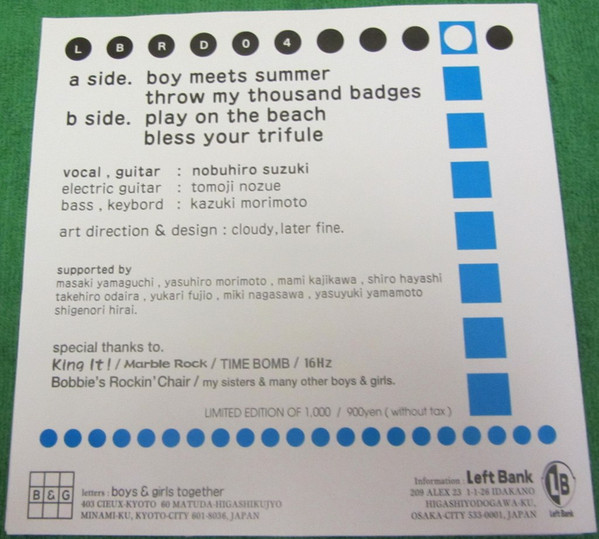 L B R D 0 4
a side. boy meets summer
throw my thousand badges
b side. play on the beach
bless your trifule
vocal , guitar : nobuhiro suzuki
electric guitar : tomoji nozue
bass , keybord : kazuki morimoto
art direction & design : cloudy, later fine.
supported by
masaki yamaguchi , yasuhiro morimoto , mami kajikawa , shiro hayashi
takehiro odaira , yukari fujio , miki nagasawa , yasuyuki yamamoto
shigenori hirai.
special thanks to.
King It! / Marble Rock / TIME BOMB / 16Hz
Bobbie's Rockin' Chair / my sisters & many other boys & girls.
LIMITED EDITION OF 1,000 / 900yen ( without tax )
B & G
letters : boys & girls together
403 CIEUX-KYOTO 60 MATUDA-HIGASHIKUJYO
MINAMI-KU, KYOTO-CITY 601-8036, JAPAN
Information : Left Bank
209 ALEX 23 1-1-26 IDAKANO
HIGASHIYODOGAWA-KU,
OSAKA-CITY 533-0001, JAPAN
LB
Left Bank